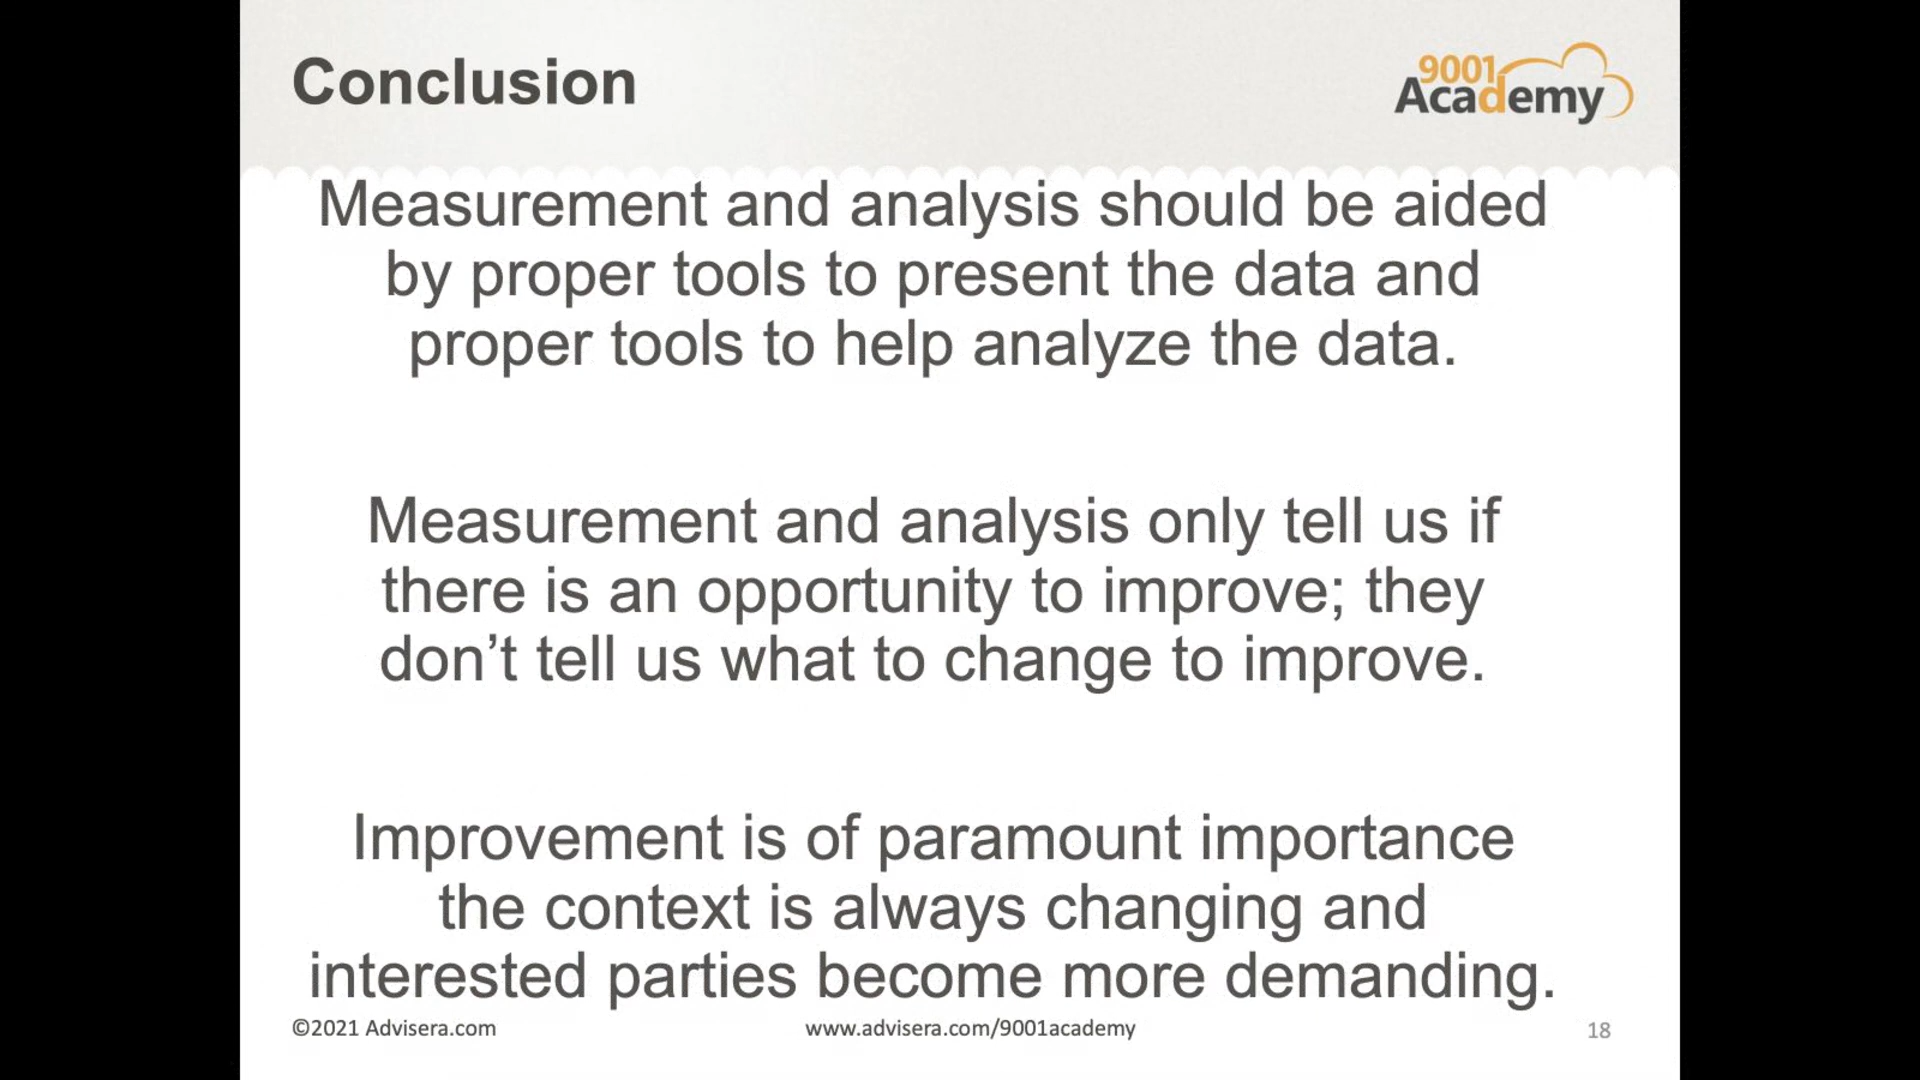 Conclusion
9001
Academy
Measurement and analysis should be aided
by proper tools to present the data and
proper tools to help analyze the data.
Measurement and analysis only tell us if
there is an opportunity to improve; they
don’t tell us what to change to improve.
Improvement is of paramount importance
the context is always changing and
interested parties become more demanding.
©2021 Advisera.com
www.advisera.com/9001academy
18